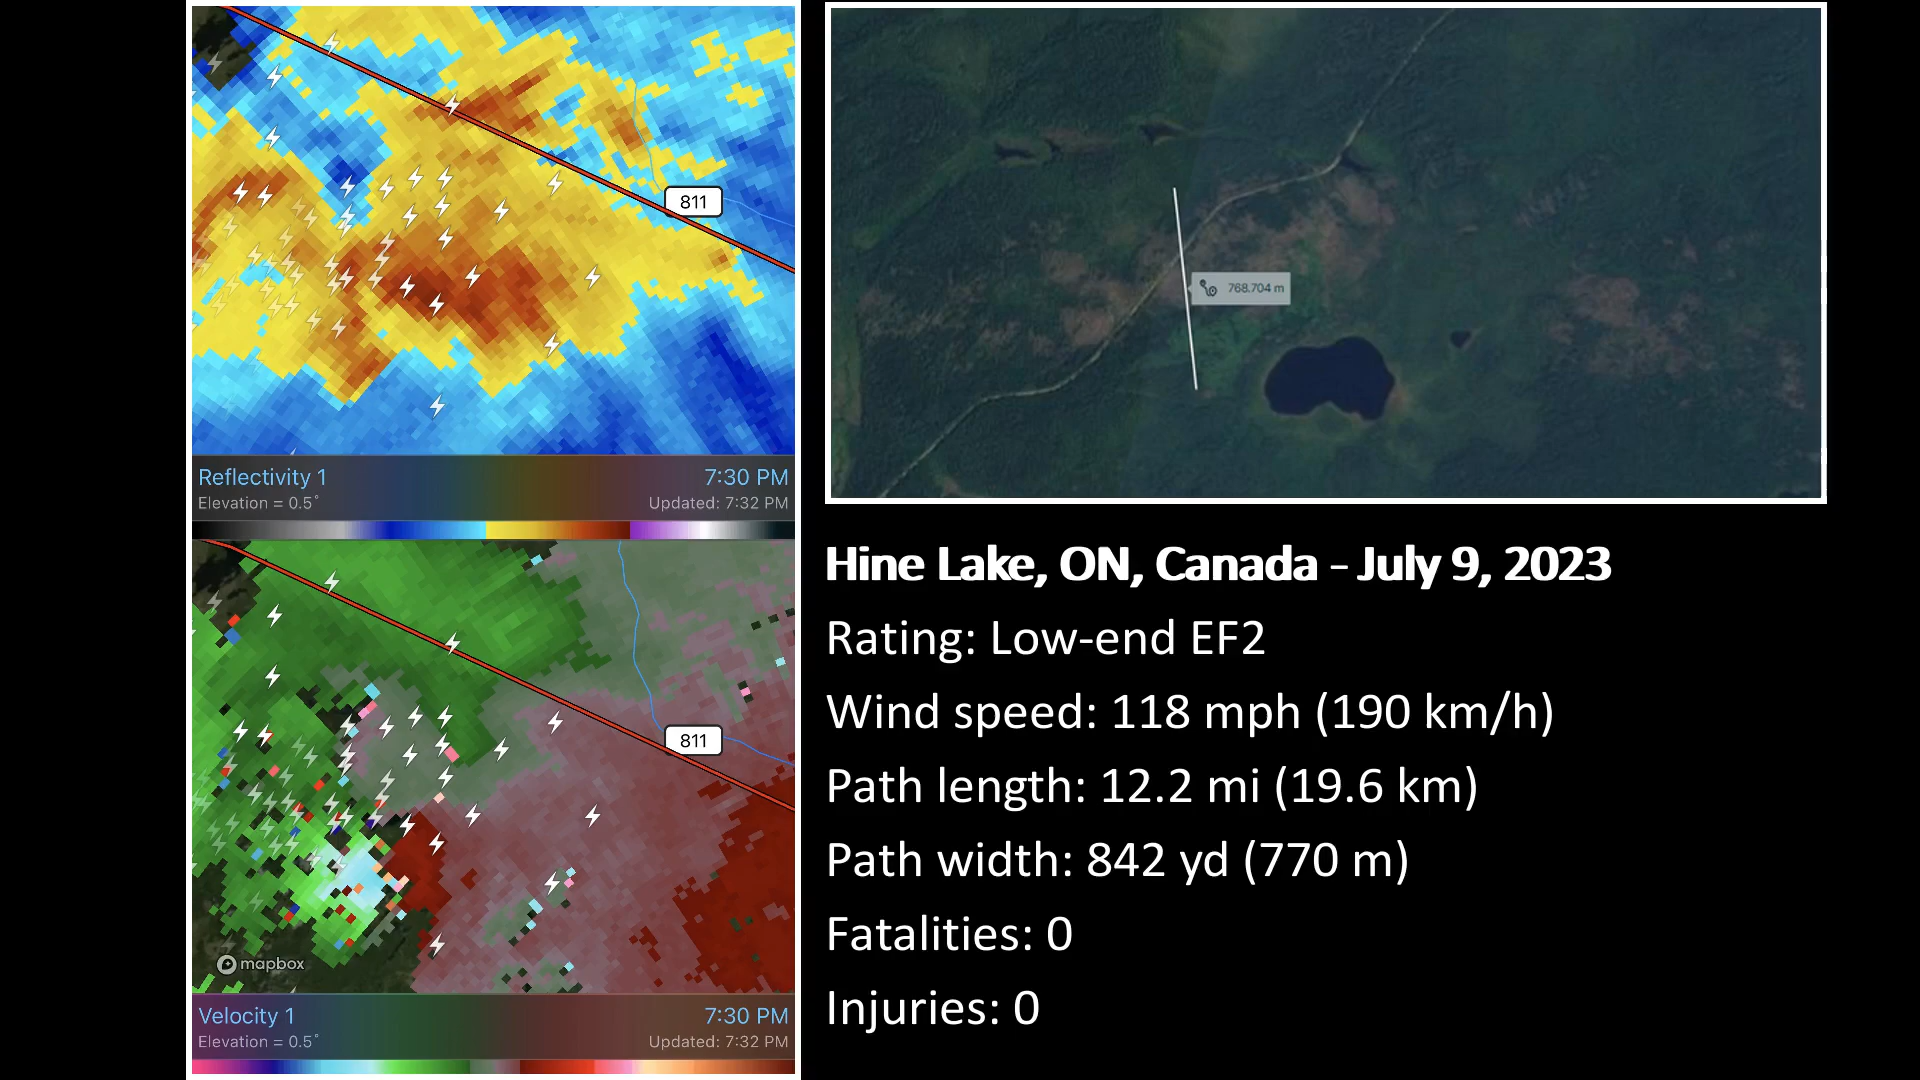 811
Reflectivity 1
7:30 PM
Elevation = 0.5°
Updated: 7:32 PM
811
mapbox
Velocity 1
7:30 PM
Elevation = 0.5°
Updated: 7:32 PM
768.704 m
Hine Lake, ON, Canada – July 9, 2023
Rating: Low-end EF2
Wind speed: 118 mph (190 km/h)
Path length: 12.2 mi (19.6 km)
Path width: 842 yd (770 m)
Fatalities: 0
Injuries: 0